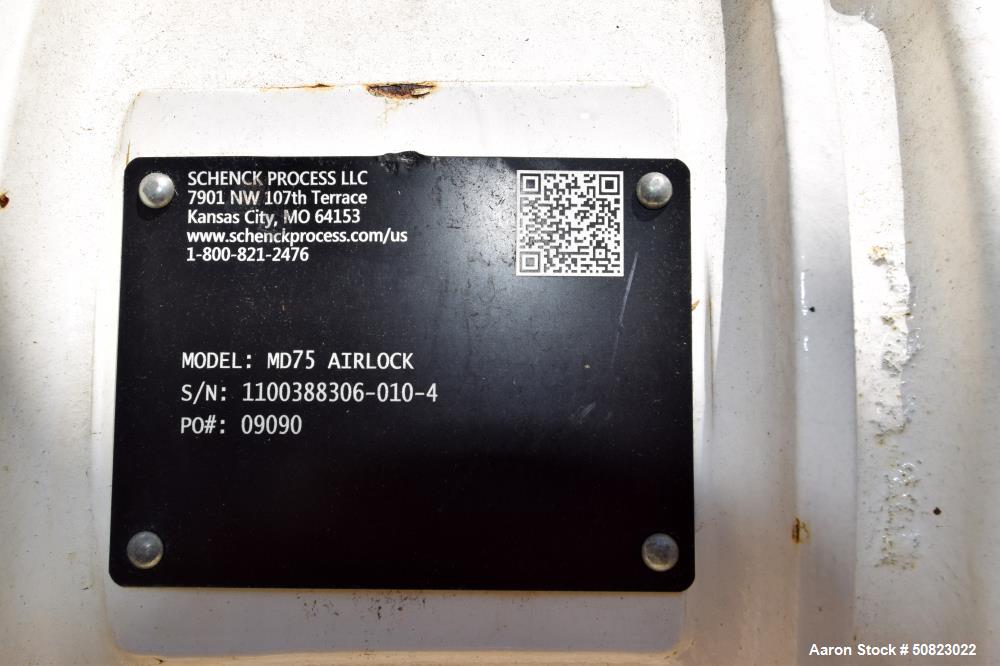 SCHENCK PROCESS LLC
7901 NW 107th Terrace
Kansas City, MO 64153
www.schenckprocess.com/us
1-800-821-2476
MODEL: MD75 AIRLOCK
S/N: 1100388306-010-4
PO#: 09090
Aaron Stock # 50823022